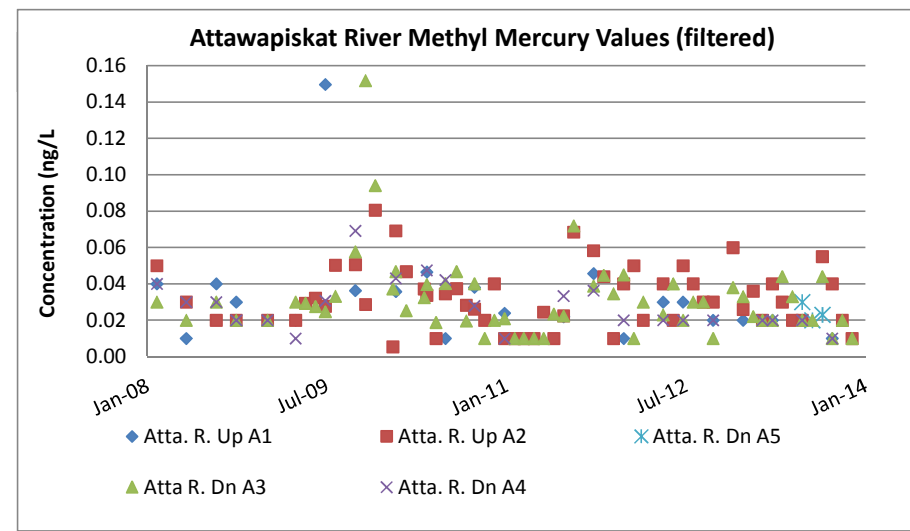 Attawapiskat River Methyl Mercury Values (filtered)
Concentration (ng/L
0.16
0.14
0.12
0.10
0.08
0.06
0.04
0.02
0.00
Jan-08
Jul-09
Jan-11
Jul-12
Jan-14
Atta. R. Up A1
Atta. R. Up A2
Atta. R. Dn A5
Atta R. Dn A3
Atta. R. Dn A4